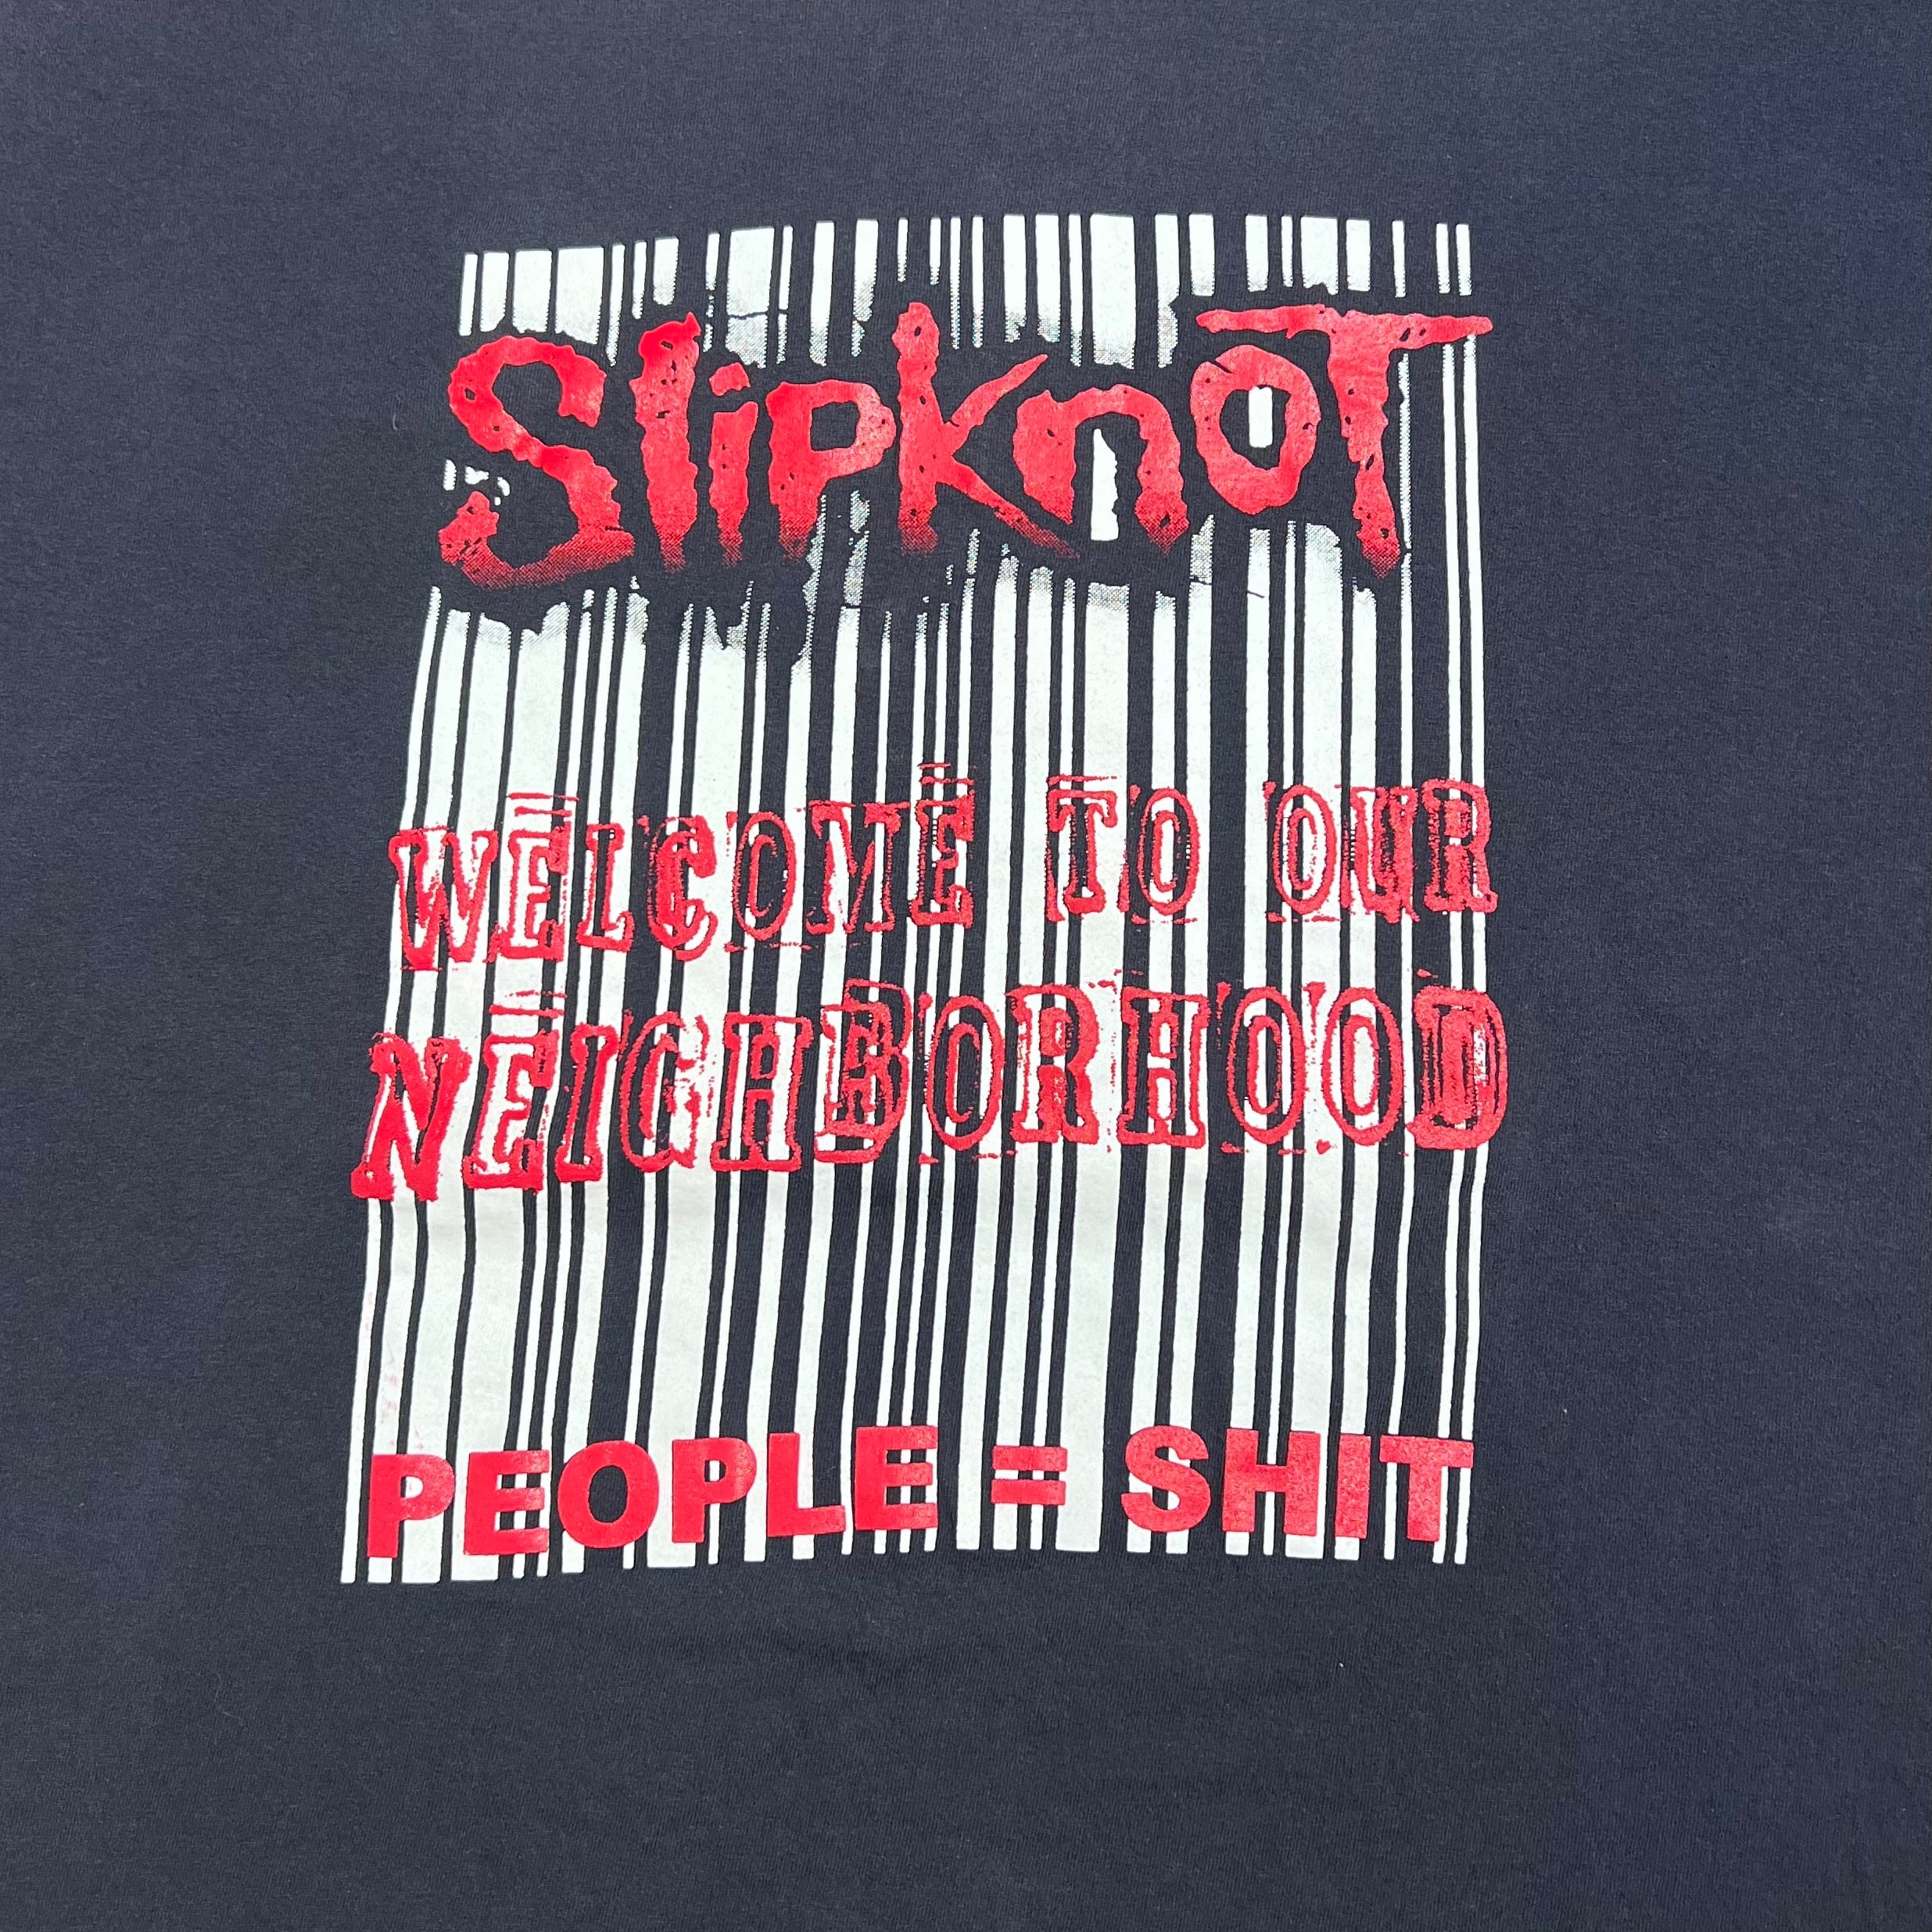 SlipknoT
WELCOME TO OUR
NEIGHBORHOOD
PEOPLE = SHIT